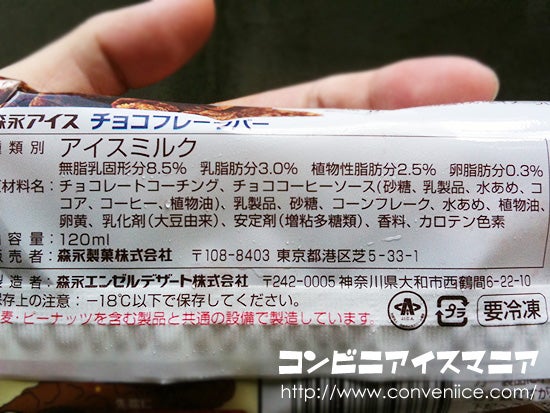 森永アイス チョコフレークバー
種類別 アイスミルク
無脂乳固形分8.5% 乳脂肪分3.0% 植物性脂肪分2.5% 卵脂肪分0.3%
原材料名：チョコレートコーチング、チョココーヒーソース(砂糖、乳製品、水あめ、コ
コア、コーヒー、植物油)、乳製品、砂糖、コーンフレーク、水あめ、植物油、
卵黄、乳化剤(大豆由来)、安定剤(増粘多糖類)、香料、カロテン色素
容量：120ml
販売者：森永製菓株式会社 〒108-8403 東京都港区芝5-33-1
製造者：森永エンゼルデザート株式会社 〒242-0005 神奈川県大和市西鶴間6-22-10
保存上の注意：-18℃以下で保存してください。
麦・ピーナッツを含む製品と共通の設備で製造しています。
プラ 要冷凍
コンビニアイスマニア
http://www.conveniice.com/